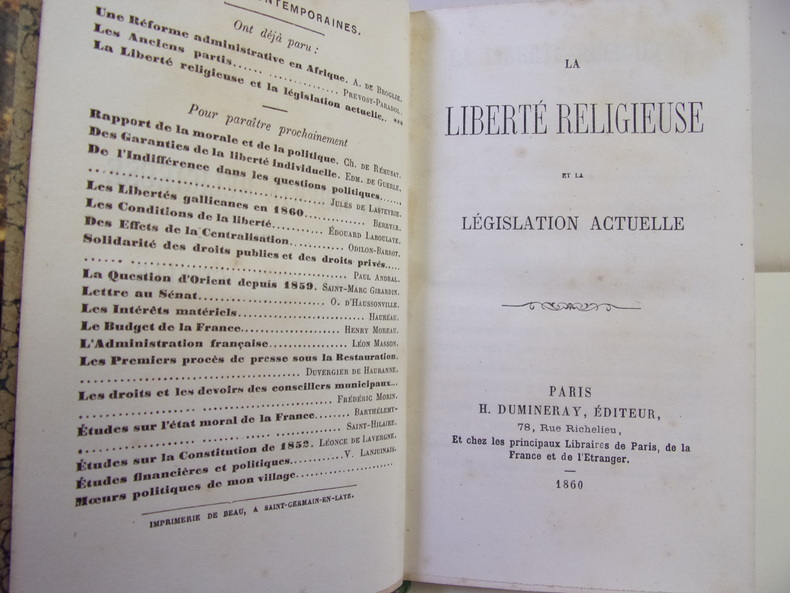 CONTEMPORAINES.
Ont déjà paru :
Une Réforme administrative en Afrique. A. DE BROGLIE.
Les Anciens partis...... ............... PREVOST-PARADOL.
La Liberté religieuse et la législation actuelle.. ***
Pour paraître prochainement
Rapport de la morale et de la politique. CH. DE RÉMUSAT.
Des Garanties de la liberté individuelle. EDM. DE GUERLE.
De l'Indifférence dans les questions politiques......
........................ JULES DE LASTEYRIE.
Les Libertés gallicanes en 1860............ BERRYER.
Les Conditions de la liberté.......... ÉDOUARD LABOULAYE.
Des Effets de la Centralisation........... ODILON-BARROT.
Solidarité des droits publics et des droits privés.....
...... ........................ PAUL ANDRAL.
La Question d'Orient depuis 1859. SAINT-MARC GIRARDIN.
Lettre au Sénat..................... O. D'HAUSSONVILLE.
Les Intérêts matériels........................ HAURÉAU.
Le Budget de la France.................. HENRY MOREAU.
L'Administration française............... LÉON MASSON.
Les Premiers procès de presse sous la Restauration.
........................ DUVERGIER DE HAURANNE.
Les droits et les devoirs des conseillers municipaux...
.................. .............. FRÉDÉRIC MORIN.
Études sur l'état moral de la France....... BARTHÉLEMY-
.................. .... ... ........ SAINT-HILAIRE.
Études sur la Constitution de 1852. LÉONCE DE LAVERGNE.
Études financières et politiques.........V. LANJUINAIS.
Mœurs politiques de mon village.....................
IMPRIMERIE DE BEAU, A SAINT-GERMAIN-EN-LAYE.
LA
LIBERTÉ RELIGIEUSE
ET LA
LÉGISLATION ACTUELLE
PARIS
H. DUMINERAY, ÉDITEUR,
78, Rue Richelieu,
Et chez les principaux Libraires de Paris, de la
France et de l'Etranger.
1860